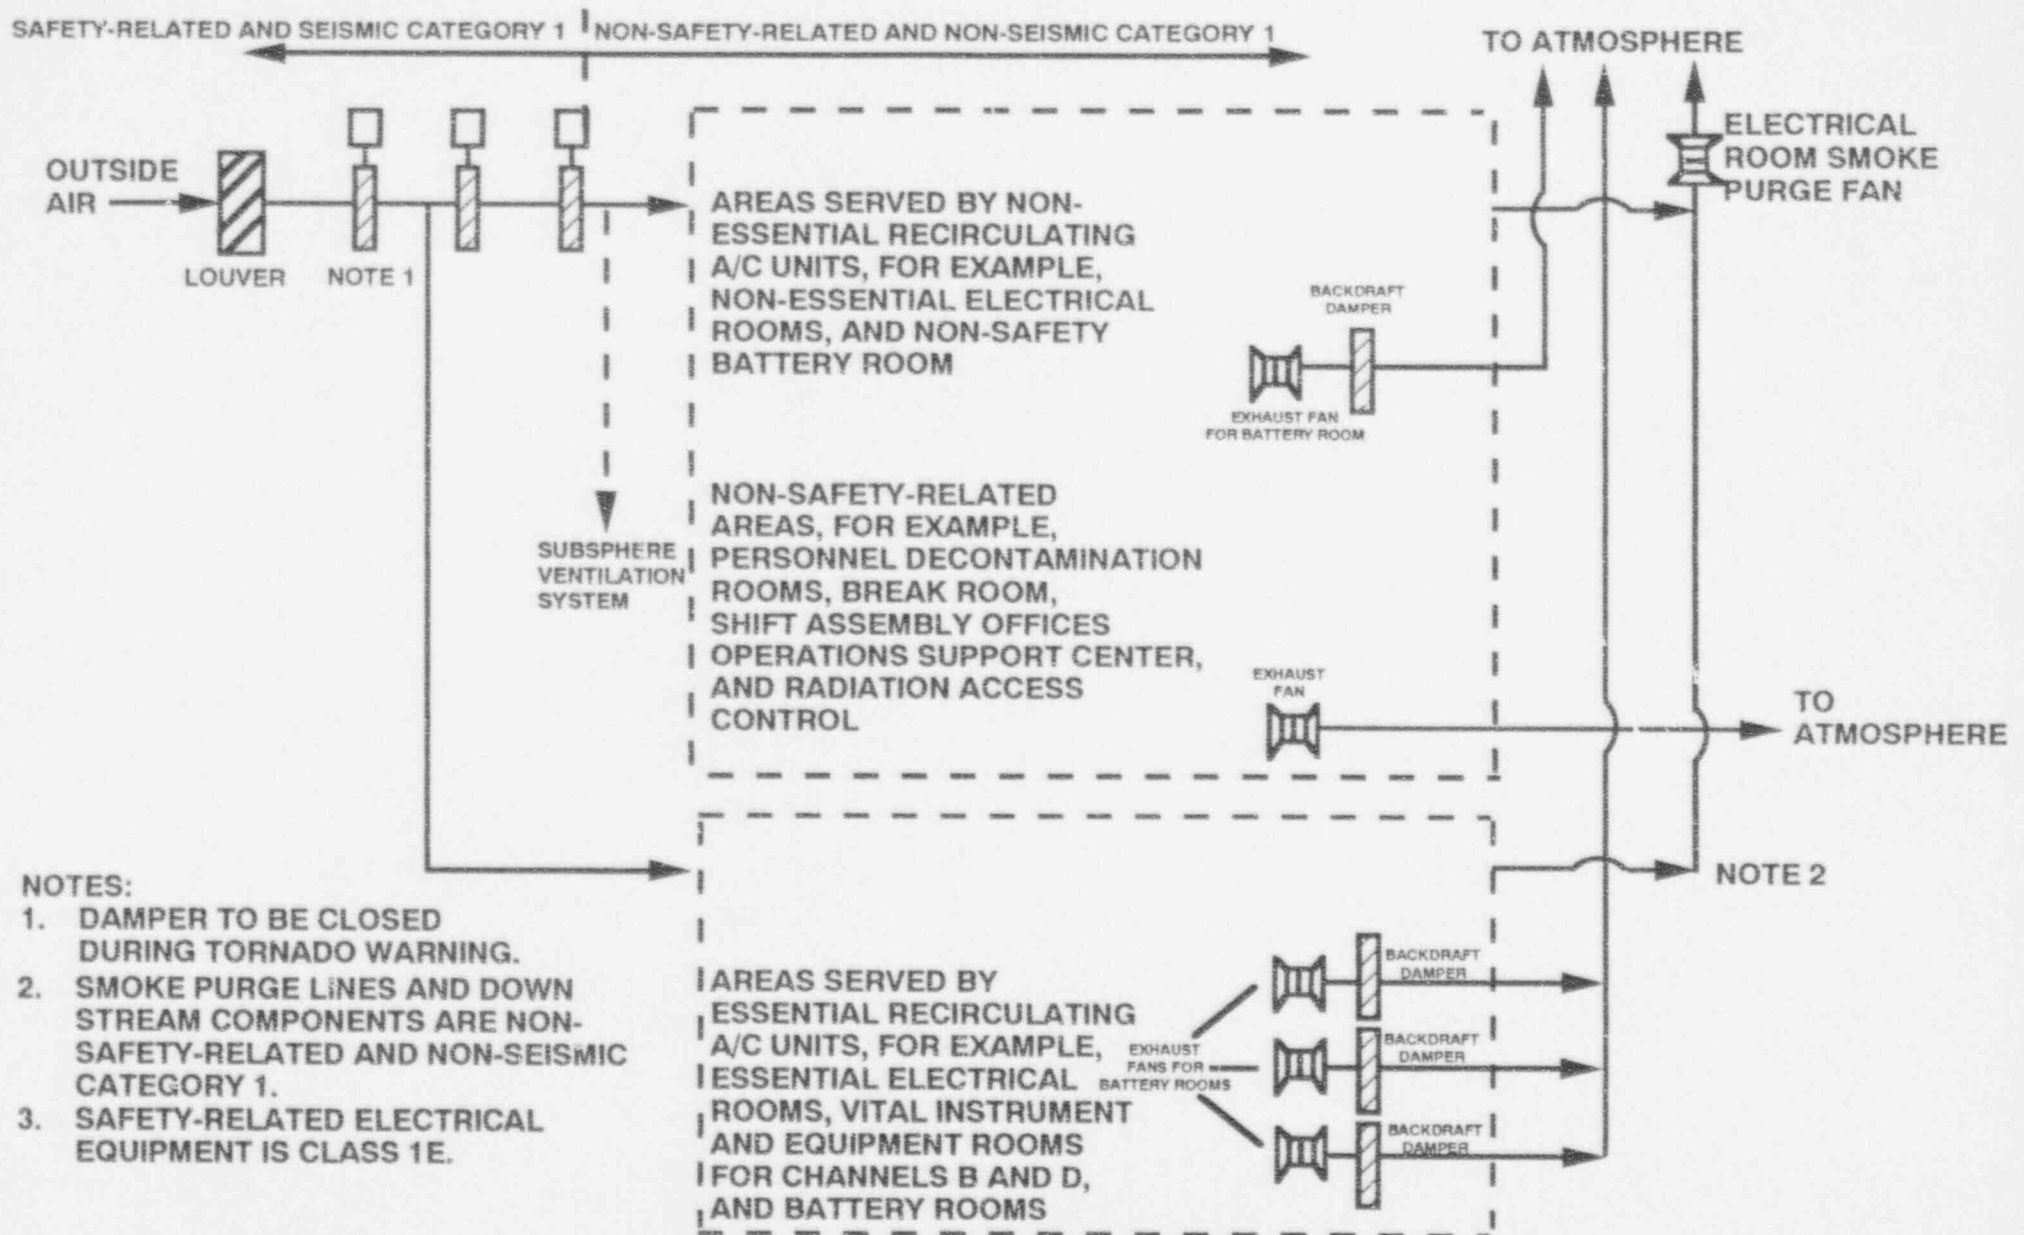 SAFETY-RELATED AND SEISMIC CATEGORY 1
NON-SAFETY-RELATED AND NON-SEISMIC CATEGORY 1
TO ATMOSPHERE
ELECTRICAL
ROOM SMOKE
PURGE FAN
OUTSIDE
AIR
LOUVER
NOTE 1
AREAS SERVED BY NON-
ESSENTIAL RECIRCULATING
A/C UNITS, FOR EXAMPLE,
NON-ESSENTIAL ELECTRICAL
ROOMS, AND NON-SAFETY
BATTERY ROOM
BACKDRAFT
DAMPER
EXHAUST FAN
FOR BATTERY ROOM
SUBSPHERE
VENTILATION
SYSTEM
NON-SAFETY-RELATED
AREAS, FOR EXAMPLE,
PERSONNEL DECONTAMINATION
ROOMS, BREAK ROOM,
SHIFT ASSEMBLY OFFICES
OPERATIONS SUPPORT CENTER,
AND RADIATION ACCESS
CONTROL
EXHAUST
FAN
TO
ATMOSPHERE
NOTE 2
NOTES:
1. DAMPER TO BE CLOSED
DURING TORNADO WARNING.
2. SMOKE PURGE LINES AND DOWN
STREAM COMPONENTS ARE NON-
SAFETY-RELATED AND NON-SEISMIC
CATEGORY 1.
3. SAFETY-RELATED ELECTRICAL
EQUIPMENT IS CLASS 1E.
AREAS SERVED BY
ESSENTIAL RECIRCULATING
A/C UNITS, FOR EXAMPLE,
ESSENTIAL ELECTRICAL
ROOMS, VITAL INSTRUMENT
AND EQUIPMENT ROOMS
FOR CHANNELS B AND D,
AND BATTERY ROOMS
EXHAUST
FANS FOR
BATTERY ROOMS
BACKDRAFT
DAMPER
BACKDRAFT
DAMPER
BACKDRAFT
DAMPER